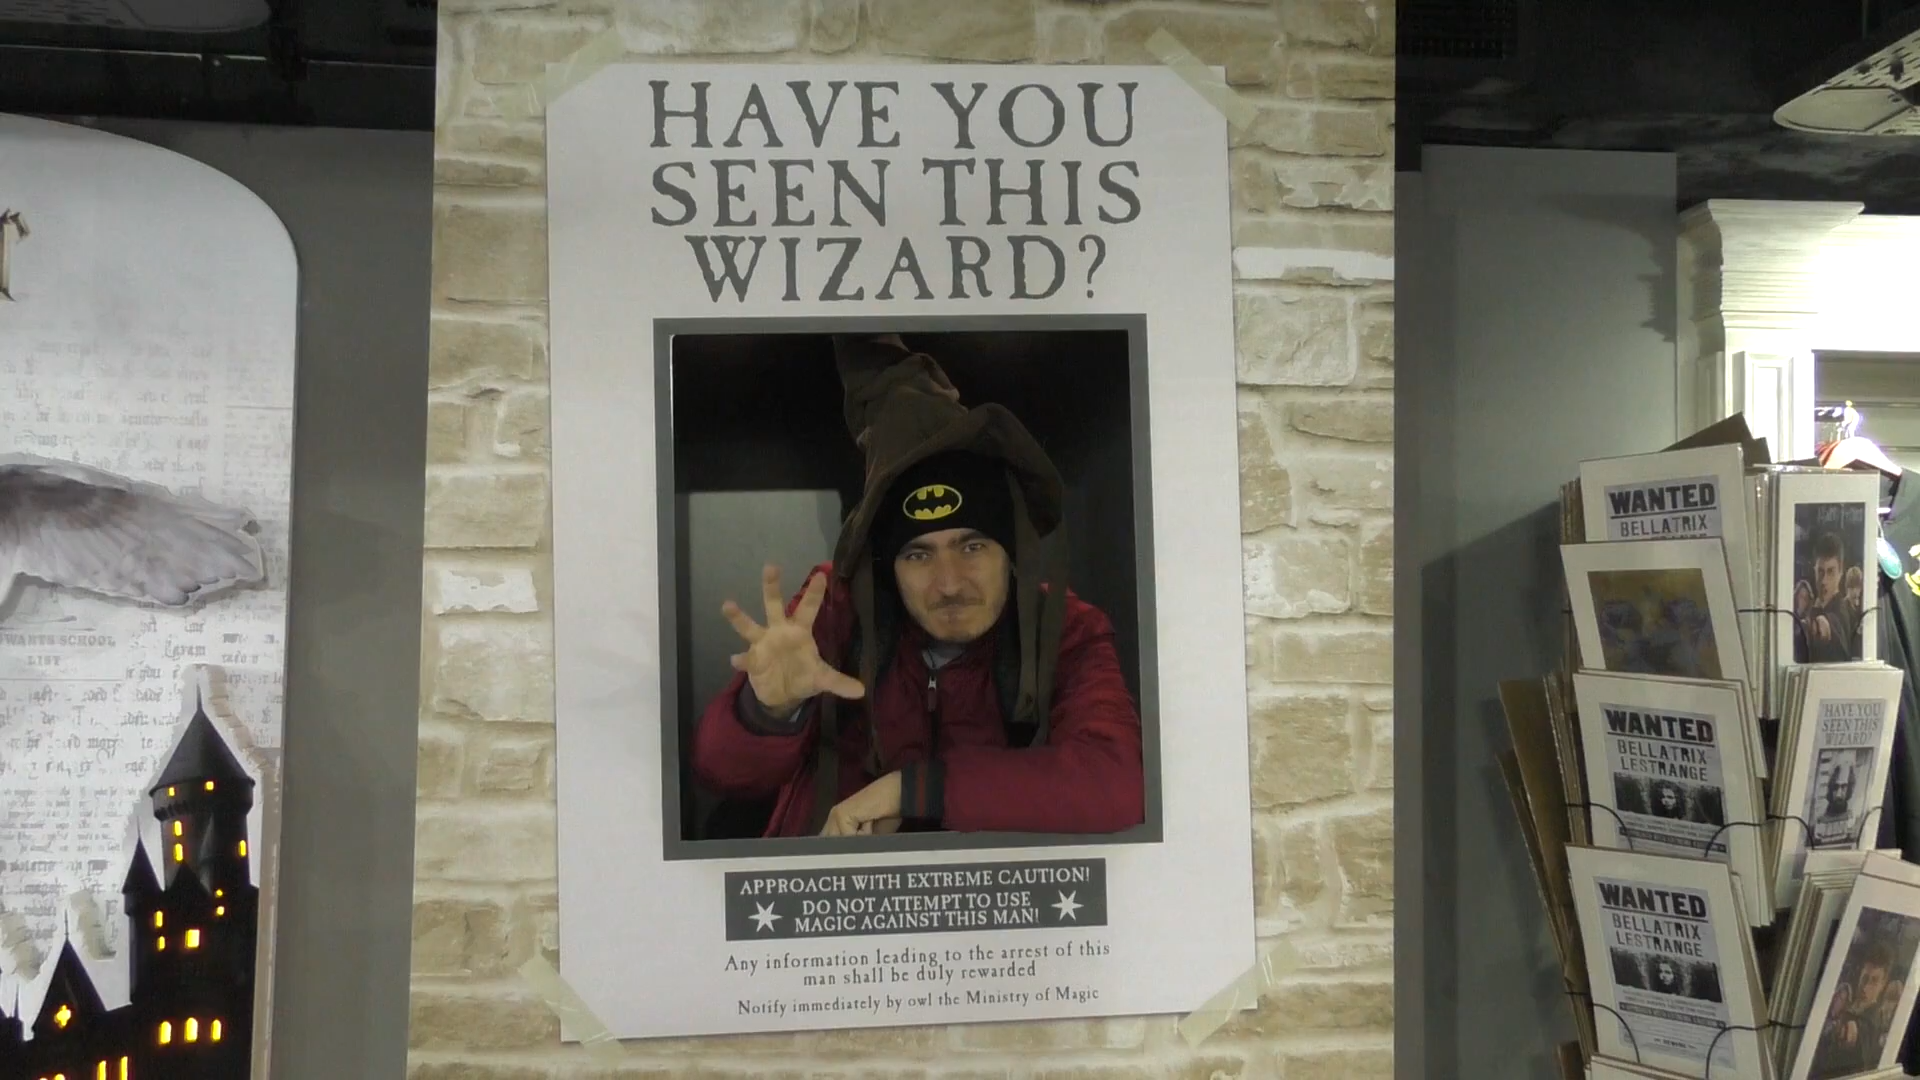 HAVE YOU
SEEN THIS
WIZARD?
APPROACH WITH EXTREME CAUTION!
DO NOT ATTEMPT TO USE
MAGIC AGAINST THIS MAN!
Any information leading to the arrest of this
man shall be duly rewarded
Notify immediately by owl the Ministry of Magic
SCHOOL
LIST
WANTED
BELLATRIX
WANTED
BELLATRIX
LESTRANGE
HAVE YOU
SEEN THIS
WIZARD?
WANTED
BELLATRIX
LESTRANGE